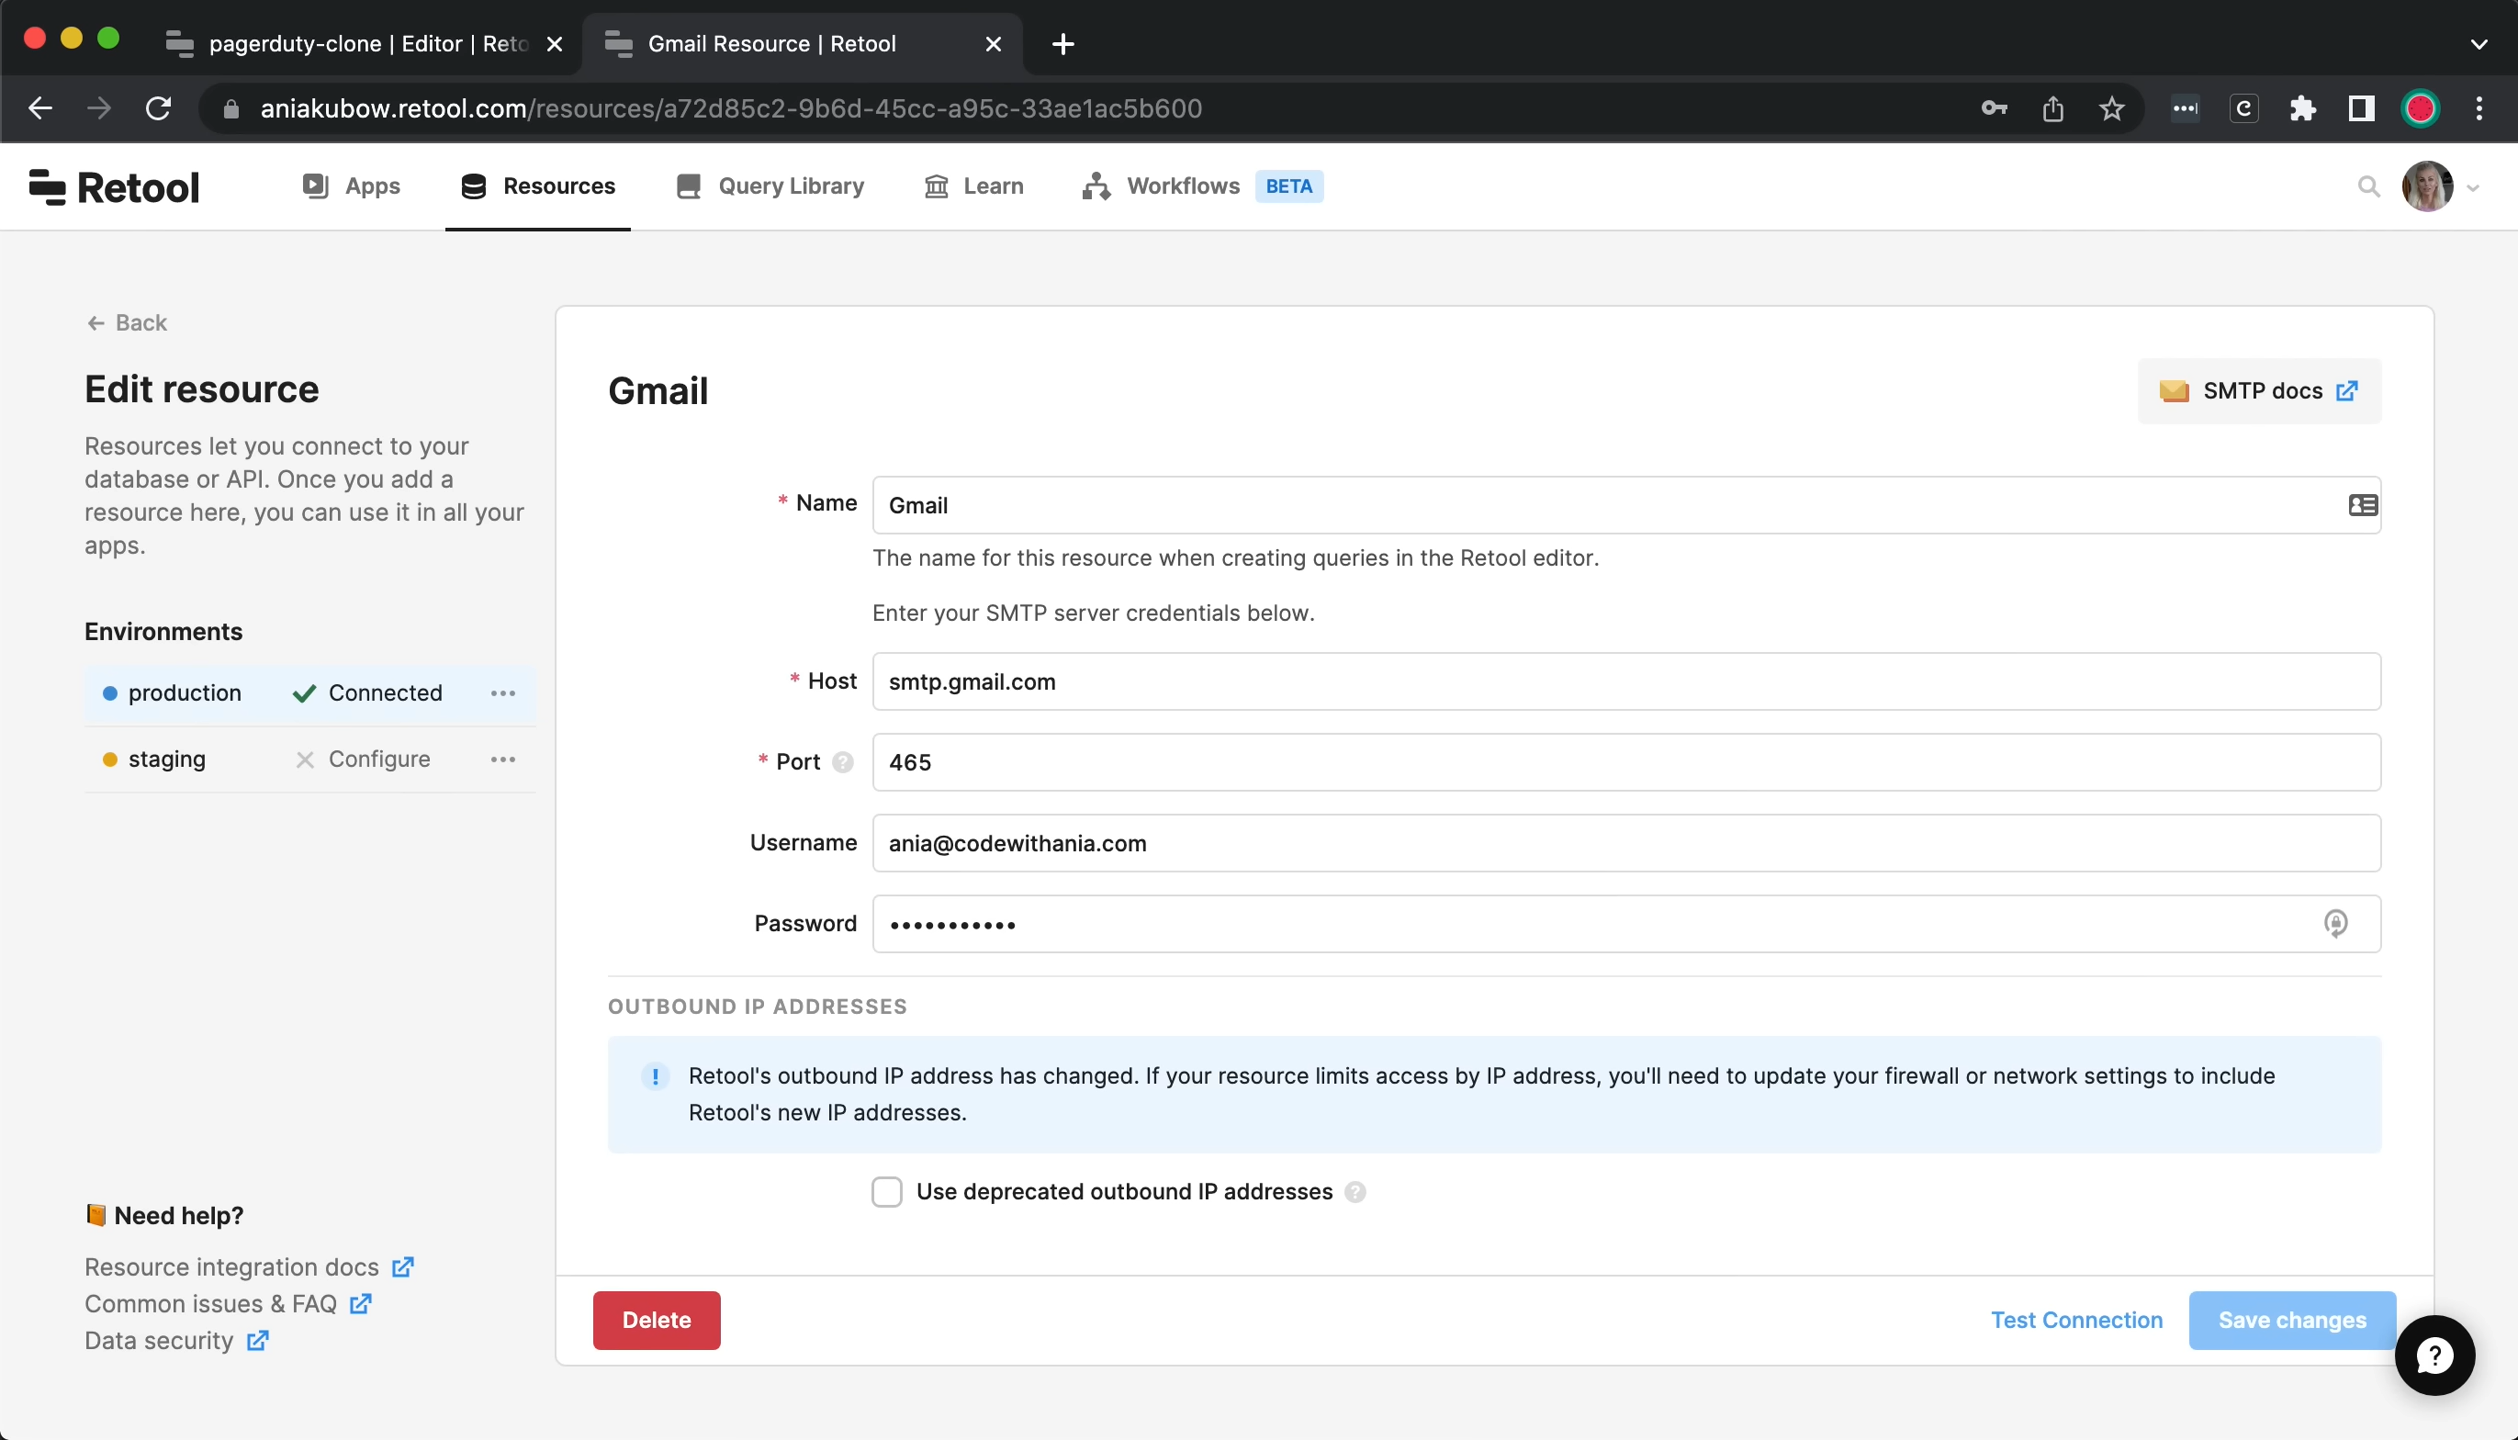 pagerduty-clone | Editor | Reto
Gmail Resource | Retool
aniakubow.retool.com/resources/a72d85c2-9b6d-45cc-a95c-33ae1ac5b600
Retool
Apps
Resources
Query Library
Learn
Workflows
BETA
← Back
Edit resource
Resources let you connect to your
database or API. Once you add a
resource here, you can use it in all your
apps.
Environments
production
Connected
staging
Configure
Need help?
Resource integration docs
Common issues & FAQ
Data security
Gmail
SMTP docs
* Name
Gmail
The name for this resource when creating queries in the Retool editor.
Enter your SMTP server credentials below.
* Host
smtp.gmail.com
* Port
465
Username
ania@codewithania.com
Password
•••••••••••
OUTBOUND IP ADDRESSES
Retool's outbound IP address has changed. If your resource limits access by IP address, you'll need to update your firewall or network settings to include
Retool's new IP addresses.
Use deprecated outbound IP addresses
Delete
Test Connection
Save changes